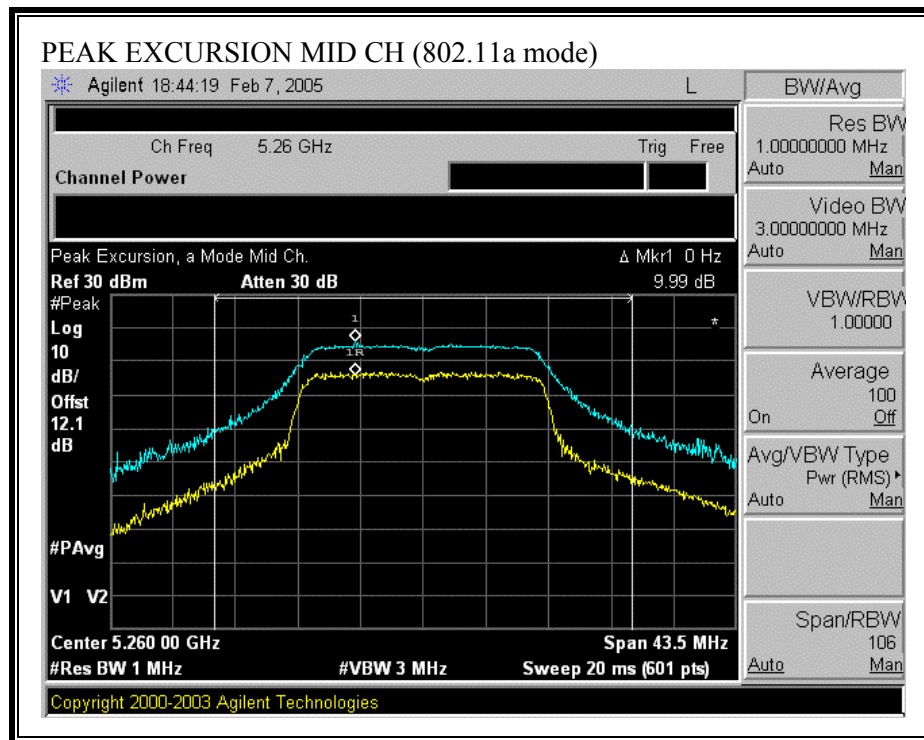 PEAK EXCURSION MID CH (802.11a mode)
Agilent 18:44:19 Feb 7, 2005 L
BW/Avg
Ch Freq 5.26 GHz Trig Free
Channel Power
Res BW
1.00000000 MHz
Auto Man
Video BW
3.00000000 MHz
Auto Man
Peak Excursion, a Mode Mid Ch. Δ Mkr1 0 Hz
Ref 30 dBm Atten 30 dB 9.99 dB
#Peak
Log
10
dB/
Offst
12.1
dB
1
1R
*
#PAvg
V1 V2
VBW/RBW
1.00000
Average
100
On Off
Avg/VBW Type
Pwr (RMS)
Auto Man
Span/RBW
106
Auto Man
Center 5.260 00 GHz Span 43.5 MHz
#Res BW 1 MHz #VBW 3 MHz Sweep 20 ms (601 pts)
Copyright 2000-2003 Agilent Technologies